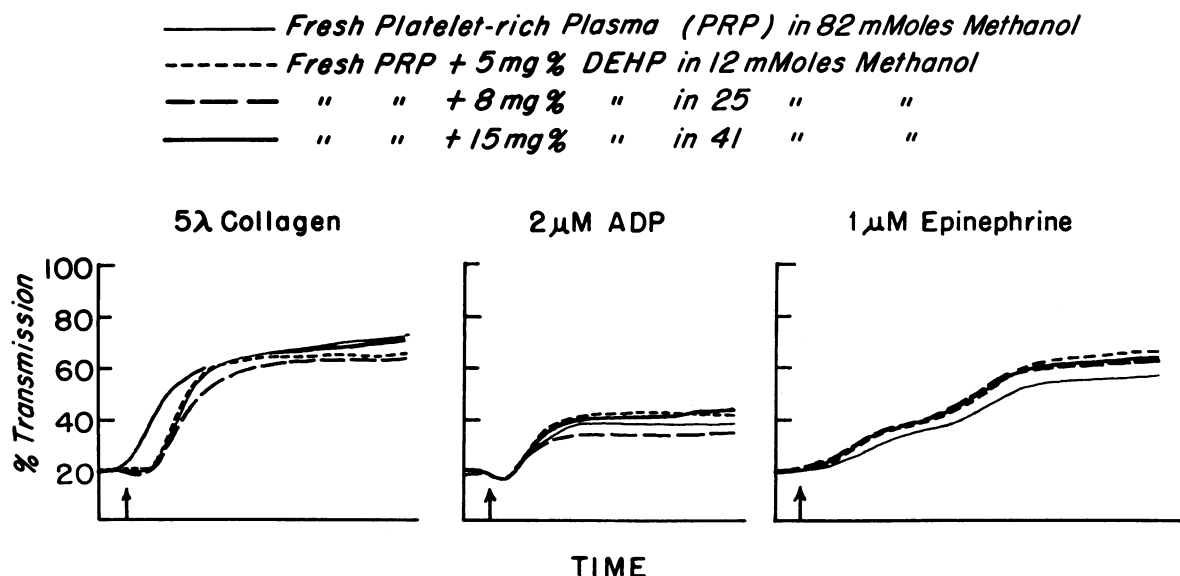 Fresh Platelet-rich Plasma (PRP) in 82 mMoles Methanol
Fresh PRP + 5 mg % DEHP in 12 mMoles Methanol
" " + 8 mg % " in 25 " "
" " + 15 mg % " in 41 " "
5λ Collagen
2 μM ADP
1 μM Epinephrine
% Transmission
100
80
60
40
20
TIME